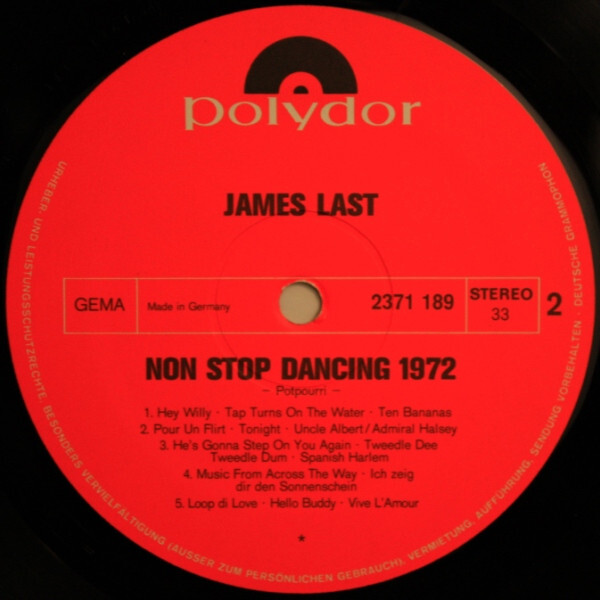 polydor
JAMES LAST
GEMA
Made in Germany
2371 189
STEREO
33
2
NON STOP DANCING 1972
– Potpourri –
1. Hey Willy · Tap Turns On The Water · Ten Bananas
2. Pour Un Flirt · Tonight · Uncle Albert/Admiral Halsey
3. He's Gonna Step On You Again · Tweedle Dee
Tweedle Dum · Spanish Harlem
4. Music From Across The Way · Ich zeig
dir den Sonnenschein
5. Loop di Love · Hello Buddy · Vive L'Amour
*
URHEBER- UND LEISTUNGSSCHUTZRECHTE, BESONDERS VERVIELFÄLTIGUNG (AUSSER ZUM PERSÖNLICHEN GEBRAUCH), VERMIETUNG, AUFFÜHRUNG, SENDUNG VORBEHALTEN · DEUTSCHE GRAMMOPHON